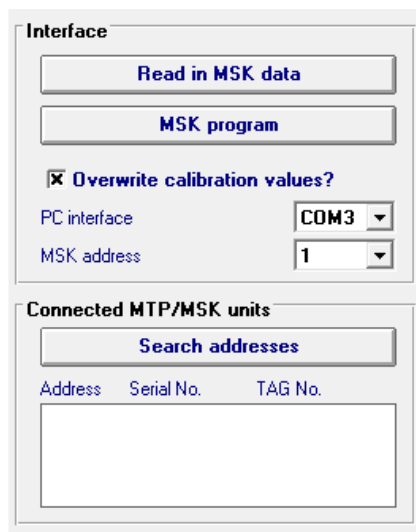 Interface
Read in MSK data
MSK program
Overwrite calibration values?
PC interface COM3
MSK address 1
Connected MTP/MSK units
Search addresses
Address Serial No. TAG No.